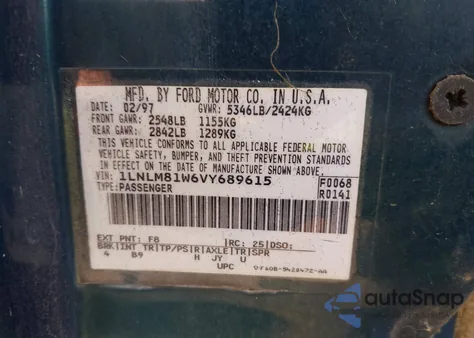 MFD. BY FORD MOTOR CO. IN U.S.A.
DATE: 02/97 GVWR: 5346LB/2424KG
FRONT GAWR: 2548LB 1155KG
REAR GAWR: 2842LB 1289KG
THIS VEHICLE CONFORMS TO ALL APPLICABLE FEDERAL MOTOR
VEHICLE SAFETY, BUMPER, AND THEFT PREVENTION STANDARDS
IN EFFECT ON THE DATE OF MANUFACTURE SHOWN ABOVE.
VIN: 1LNLM81W6VY689615 F0068
TYPE: PASSENGER R0141
EXT PNT: F8 RC: 25 DSO:
BRK INT TR TP/PS R AXLE TR SPR
4 B9 H JY U
UPC
autoSnap